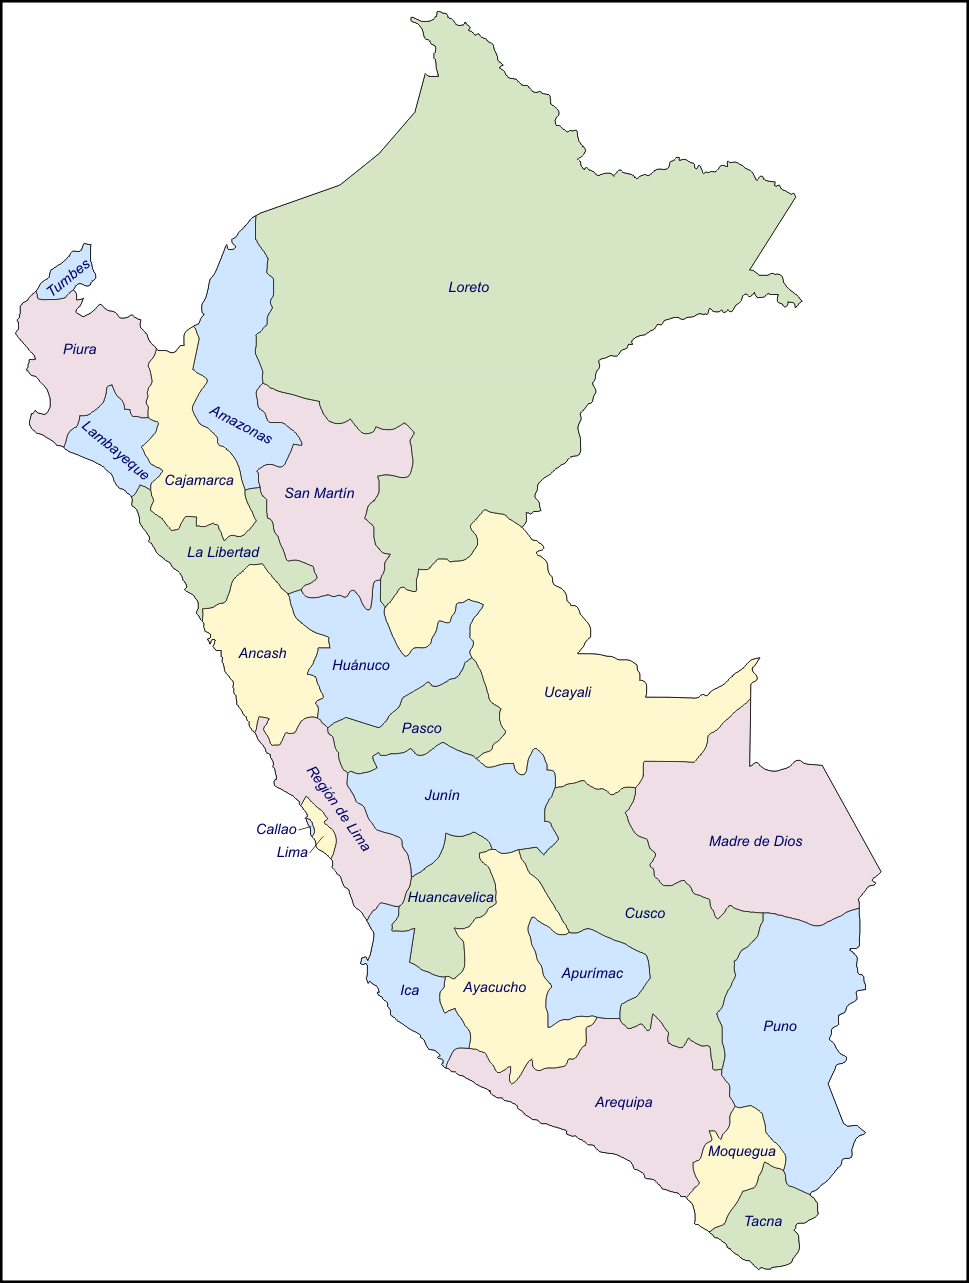 Loreto
Tumbes
Piura
Amazonas
Lambayeque
Cajamarca
San Martín
La Libertad
Ancash
Huánuco
Ucayali
Pasco
Región de Lima
Junín
Callao
Lima
Madre de Dios
Huancavelica
Cusco
Apurímac
Ica
Ayacucho
Puno
Arequipa
Moquegua
Tacna